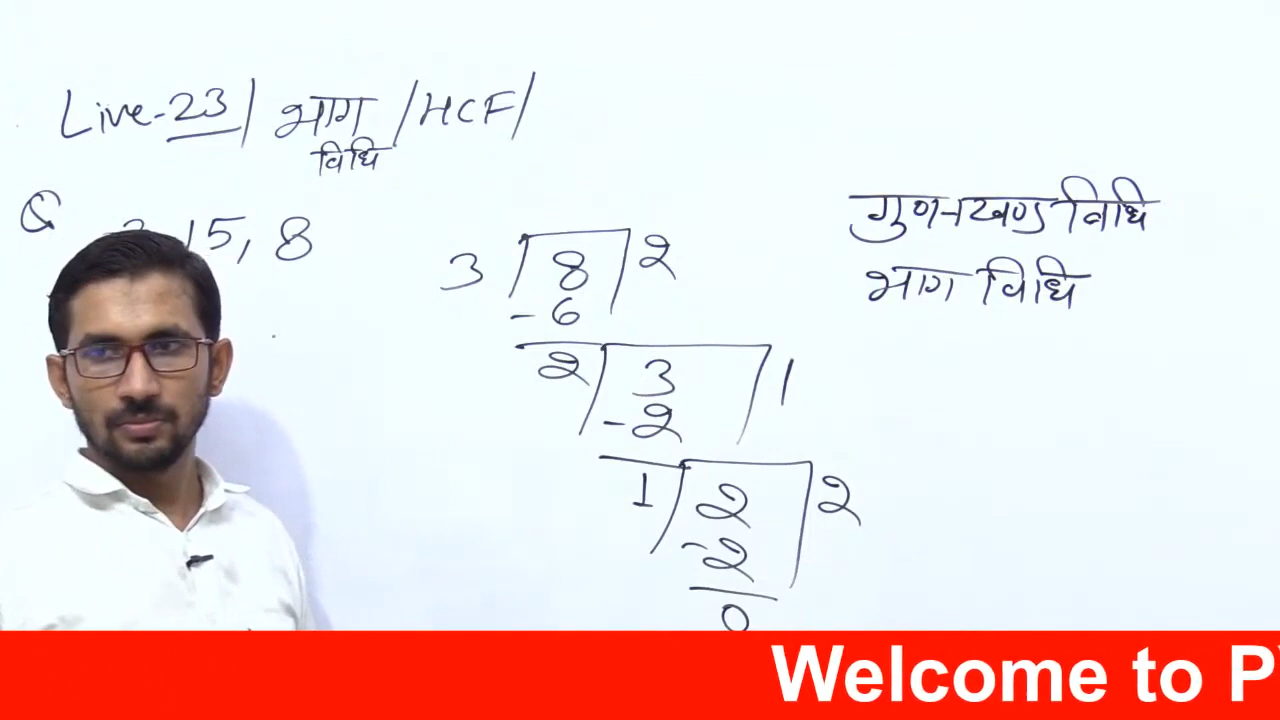 Live-23 | भाग / HCF /
विधि
Q 3, 15, 8
गुणनखण्ड विधि
भाग विधि
3 8 2
- 6
2 3 1
- 2
1 2 2
- 2
0
Welcome to P